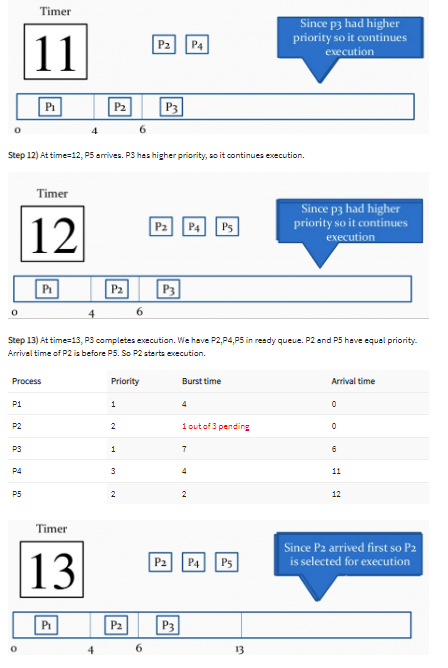 Timer
11
P2 P4
Since p3 had higher
priority so it continues
execution
P1 P2 P3
0 4 6
Step 12) At time=12, P5 arrives. P3 has higher priority, so it continues execution.
Timer
12
P2 P4 P5
Since p3 had higher
priority so it continues
execution
P1 P2 P3
0 4 6
Step 13) At time=13, P3 completes execution. We have P2,P4,P5 in ready queue. P2 and P5 have equal priority.
Arrival time of P2 is before P5. So P2 starts execution.
Process Priority Burst time Arrival time
P1 1 4 0
P2 2 1 out of 3 pending 0
P3 1 7 6
P4 3 4 11
P5 2 2 12
Timer
13
P2 P4 P5
Since P2 arrived first so P2
is selected for execution
P1 P2 P3
0 4 6 13